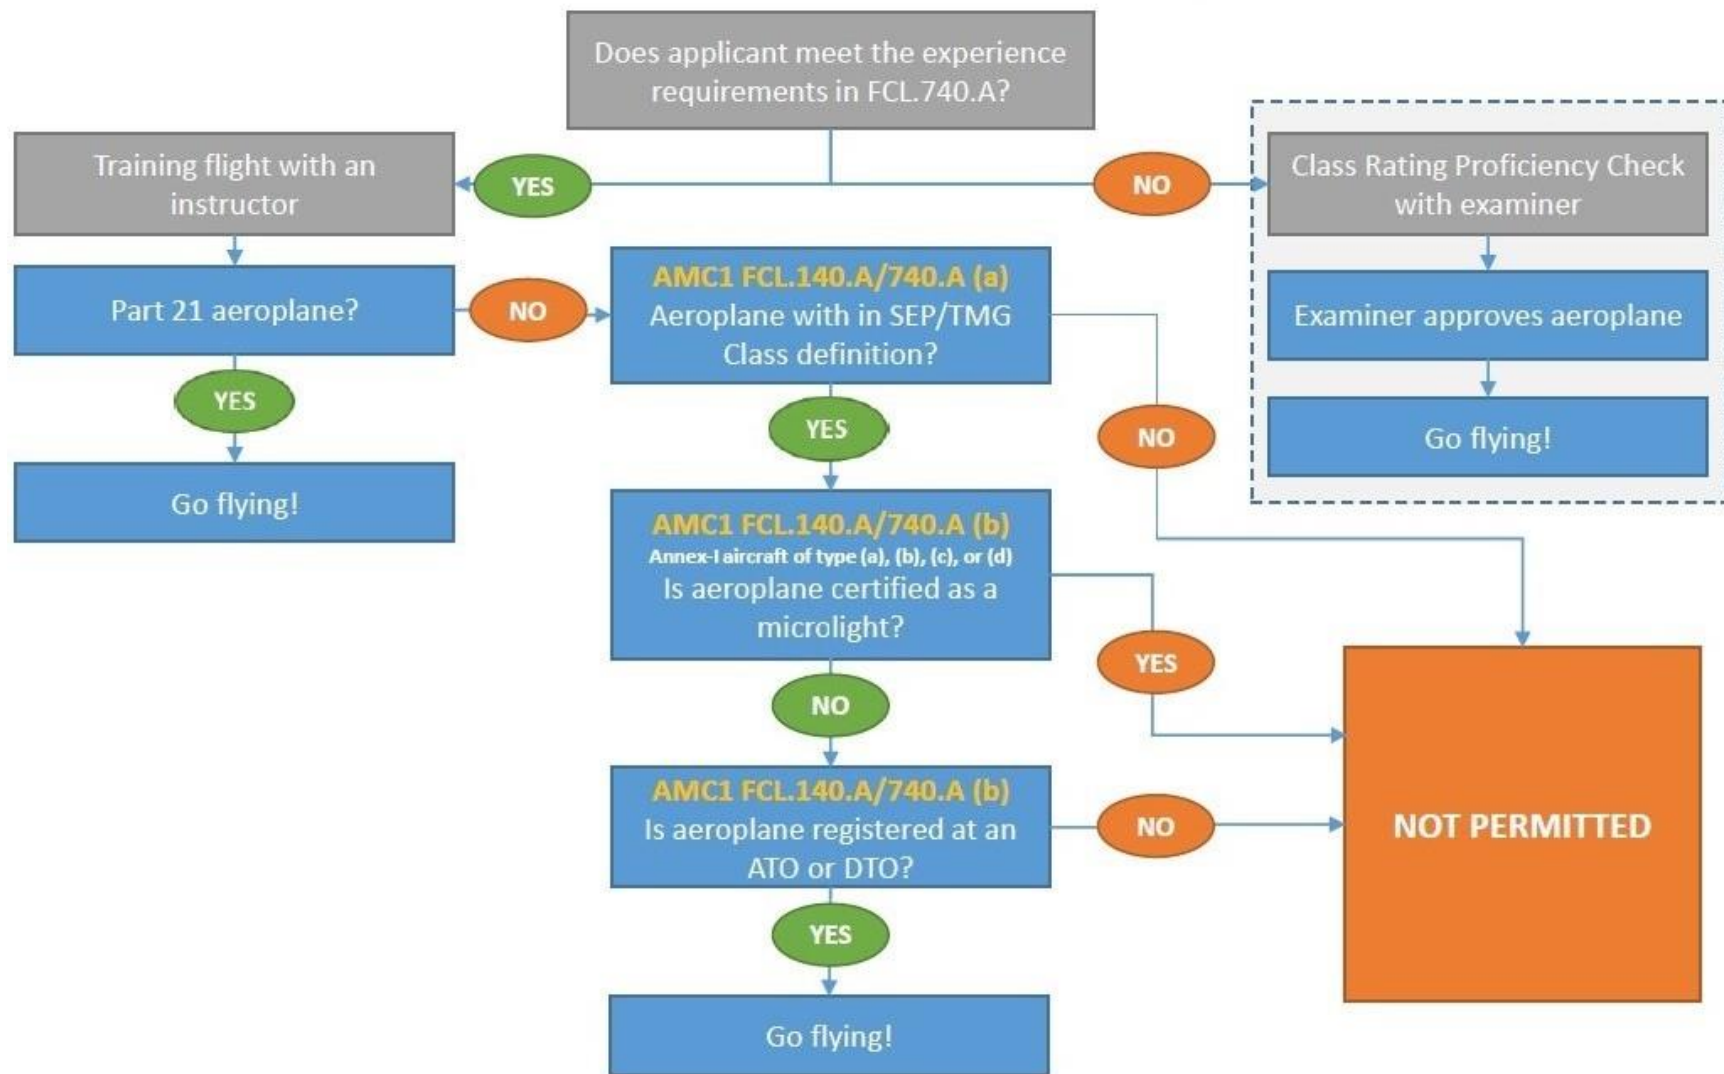 Does applicant meet the experience
requirements in FCL.740.A?
Training flight with an
instructor
YES
NO
Class Rating Proficiency Check
with examiner
Part 21 aeroplane?
NO
AMC1 FCL.140.A/740.A (a)
Aeroplane with in SEP/TMG
Class definition?
Examiner approves aeroplane
YES
YES
NO
Go flying!
Go flying!
AMC1 FCL.140.A/740.A (b)
Annex-I aircraft of type (a), (b), (c), or (d)
Is aeroplane certified as a
microlight?
YES
NO
AMC1 FCL.140.A/740.A (b)
Is aeroplane registered at an
ATO or DTO?
NO
NOT PERMITTED
YES
Go flying!